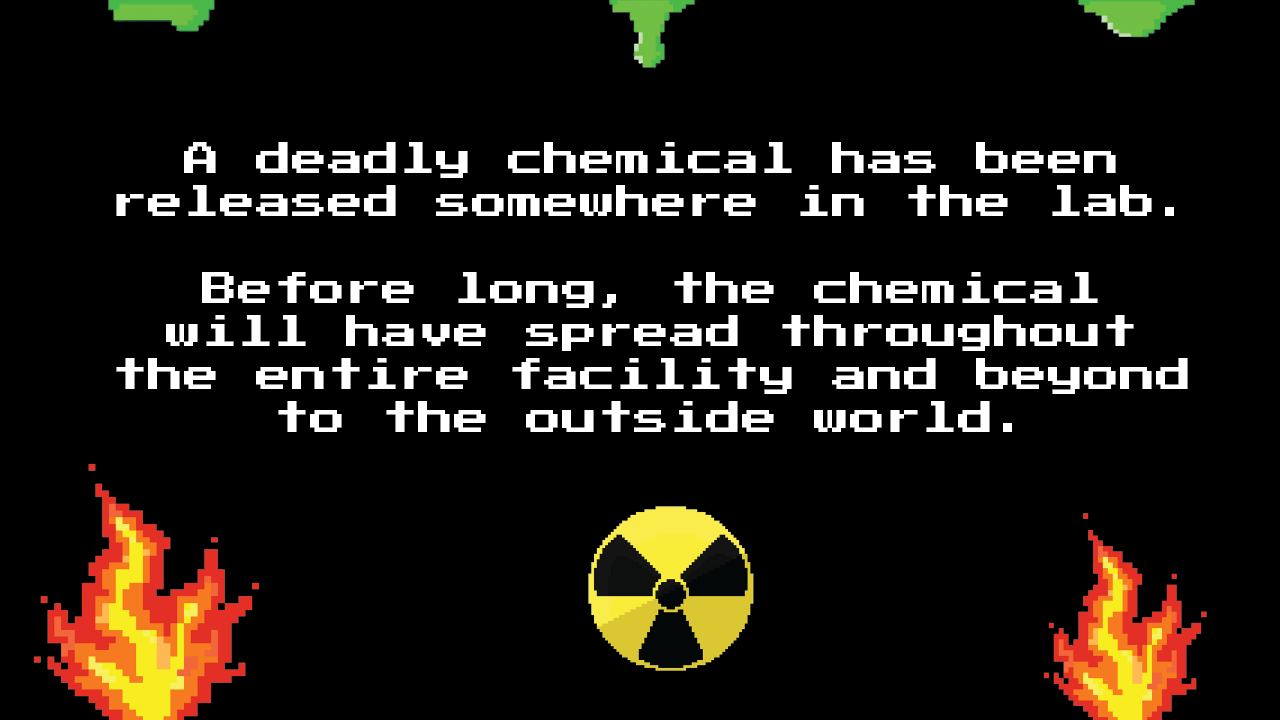 A deadly chemical has been
released somewhere in the lab.
Before long, the chemical
will have spread throughout
the entire facility and beyond
to the outside world.